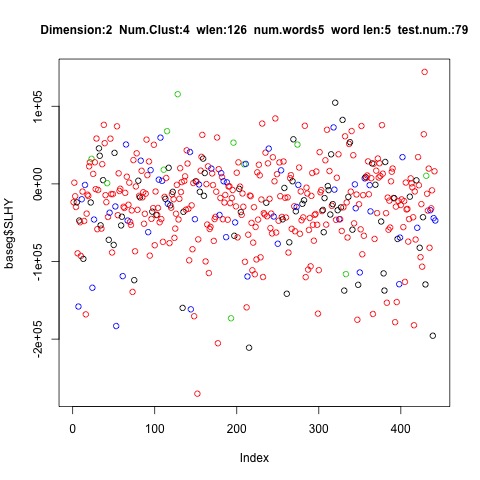 Dimension:2 Num.Clust:4 wlen:126 num.words5 word len:5 test.num.:79
1e+05
0e+00
-1e+05
-2e+05
baseg$SLHY
0 100 200 300 400
Index